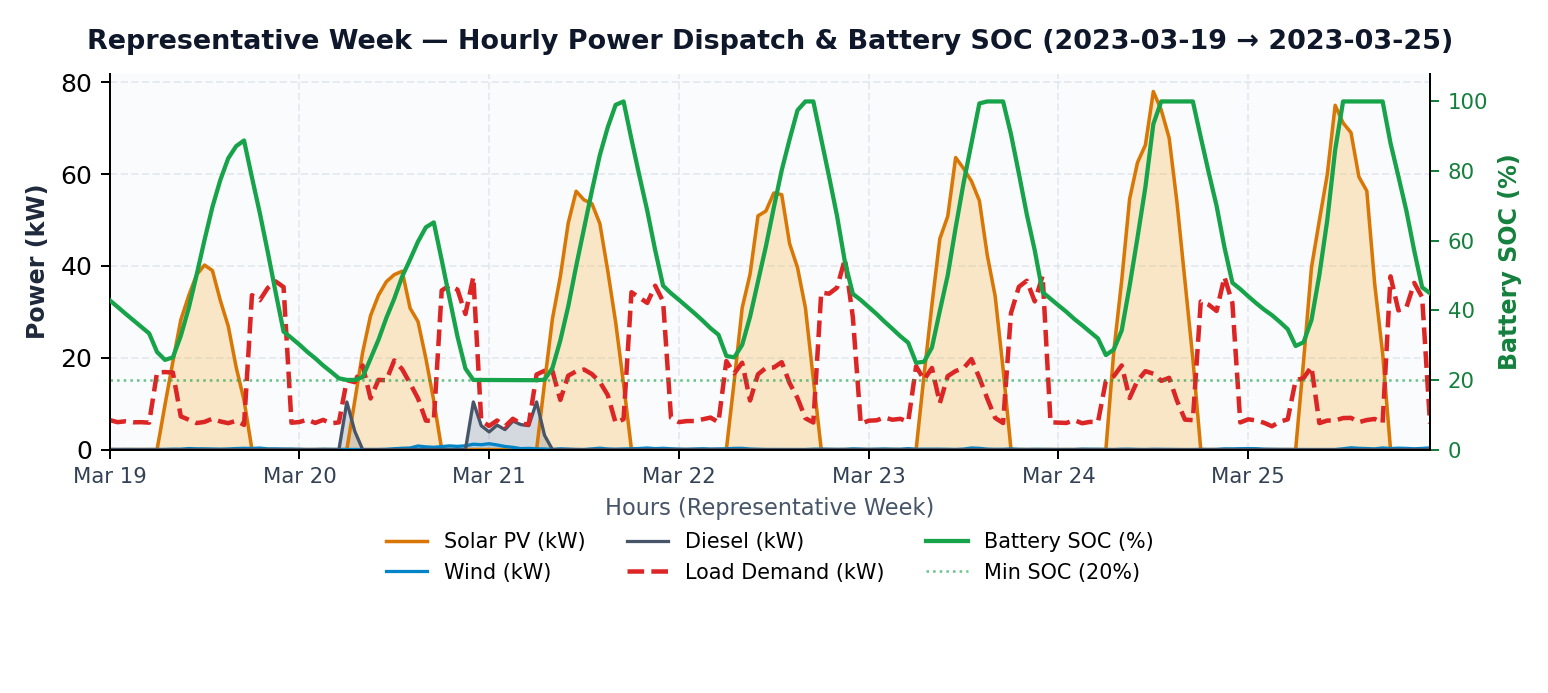 Representative Week — Hourly Power Dispatch & Battery SOC (2023-03-19 → 2023-03-25)
Power (kW)
80
60
40
20
0
100
80
60
40
20
0
Battery SOC (%)
Mar 19 Mar 20 Mar 21 Mar 22 Mar 23 Mar 24 Mar 25
Hours (Representative Week)
Solar PV (kW) Diesel (kW) Battery SOC (%)
Wind (kW) Load Demand (kW) Min SOC (20%)